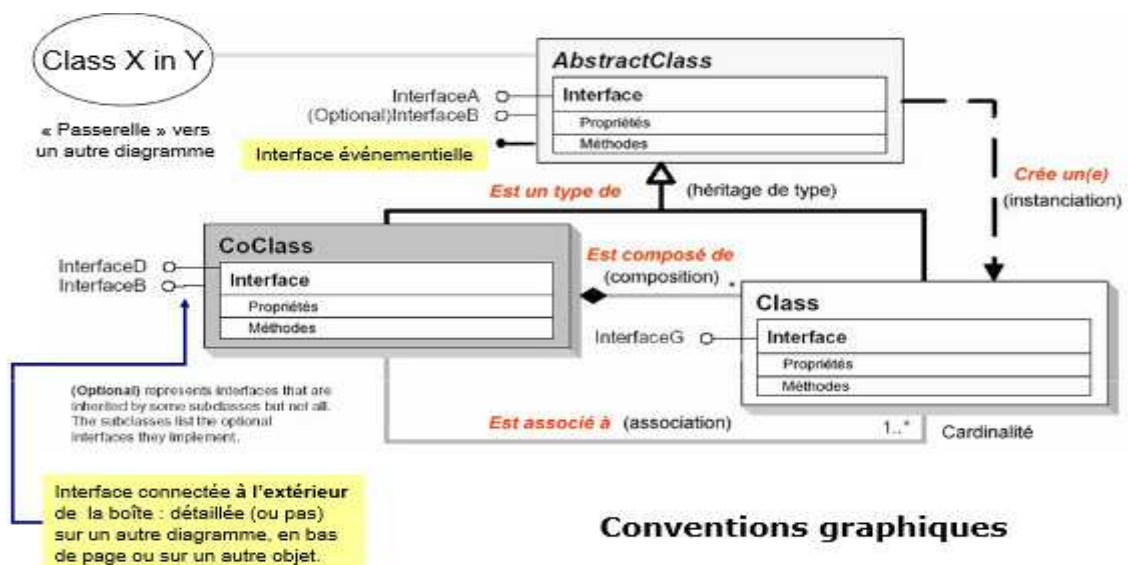 Class X in Y
« Passerelle » vers
un autre diagramme
AbstractClass
InterfaceA
(Optional)InterfaceB
Interface
Propriétés
Méthodes
Interface événementielle
Est un type de (héritage de type)
Crée un(e)
(instanciation)
CoClass
InterfaceD
InterfaceB
Interface
Propriétés
Méthodes
Est composé de
(composition) *
Class
InterfaceG
Interface
Propriétés
Méthodes
(Optional) represents interfaces that are
inherited by some subclasses but not all.
The subclasses list the optional
interfaces they implement.
Est associé à (association) 1..*
Cardinalité
Interface connectée à l'extérieur
de la boîte : détaillée (ou pas)
sur un autre diagramme, en bas
de page ou sur un autre objet.
Conventions graphiques